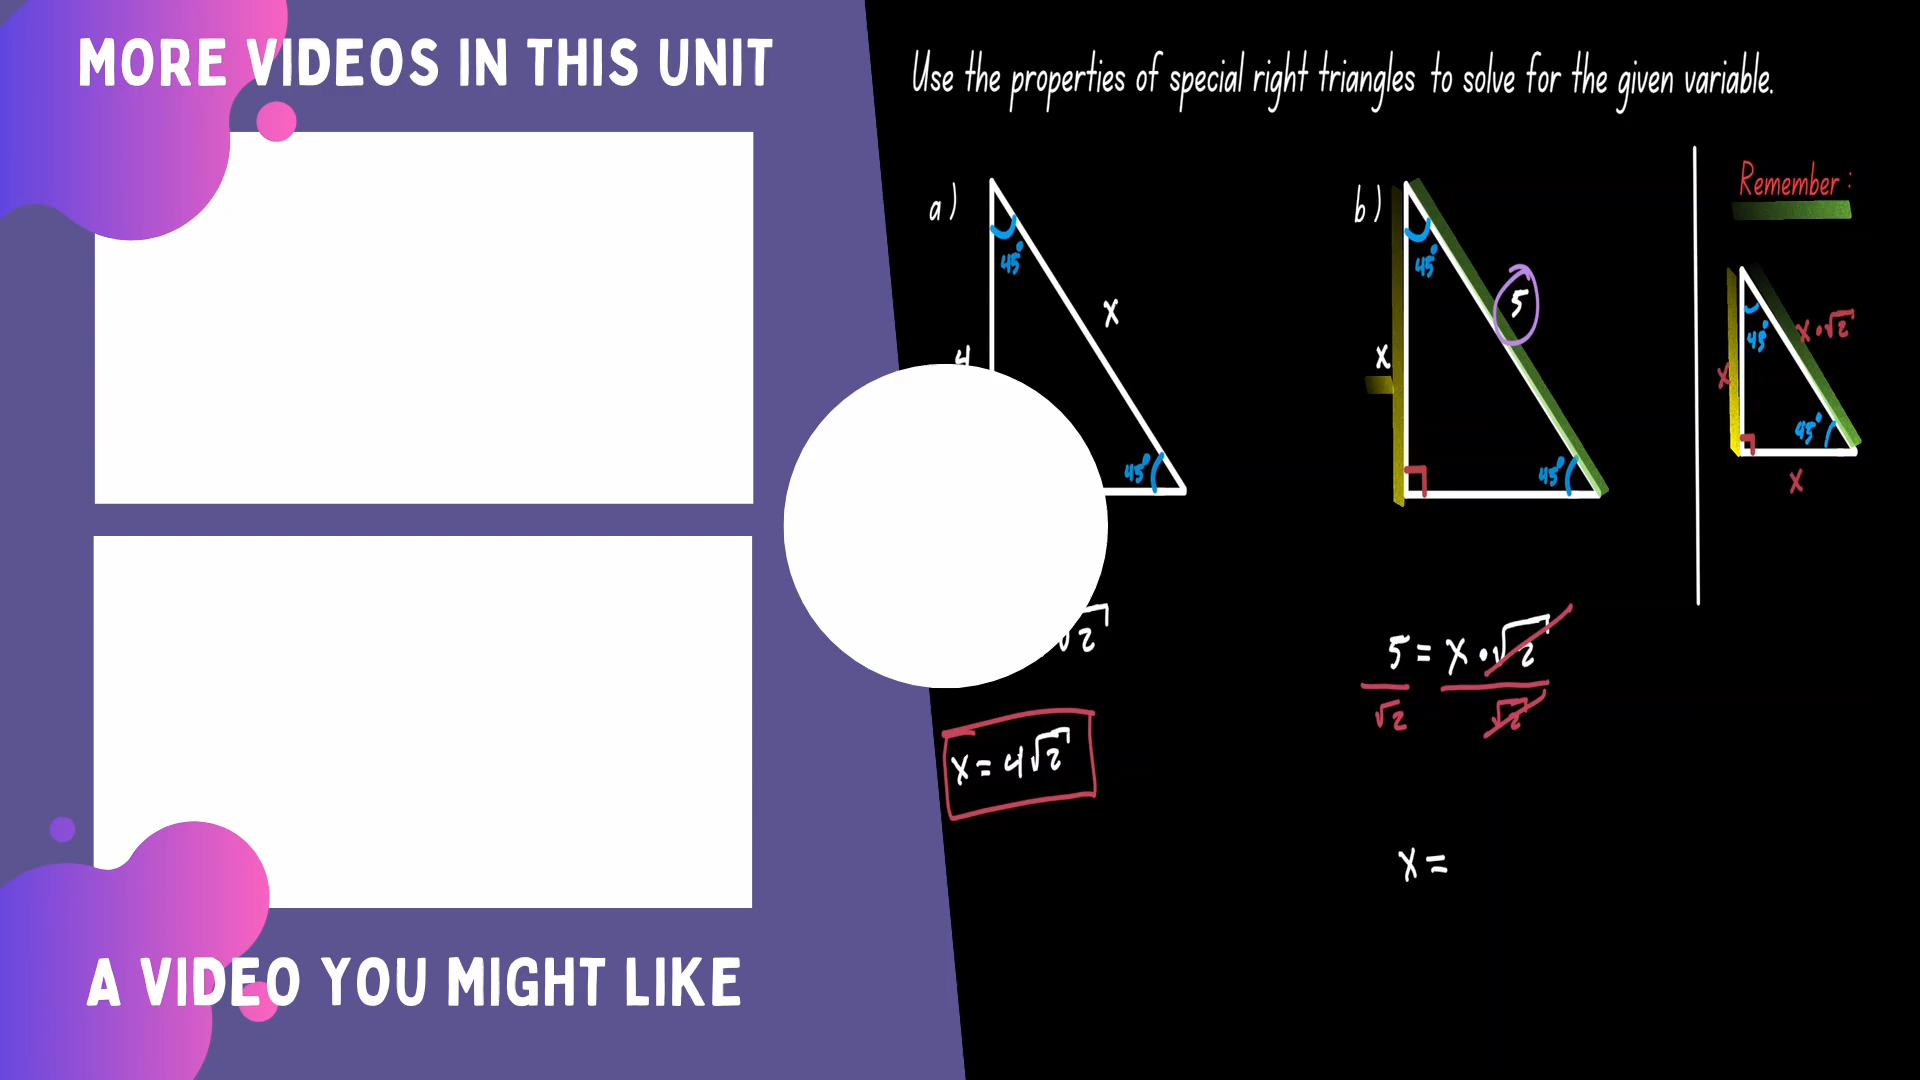 MORE VIDEOS IN THIS UNIT
A VIDEO YOU MIGHT LIKE
Use the properties of special right triangles to solve for the given variable.
a)
45°
x
4
45°
√2
x = 4√2
b)
45°
5
x
45°
5 = x • √2
√2 √2
x =
Remember:
45°
x • √2
x
45°
x